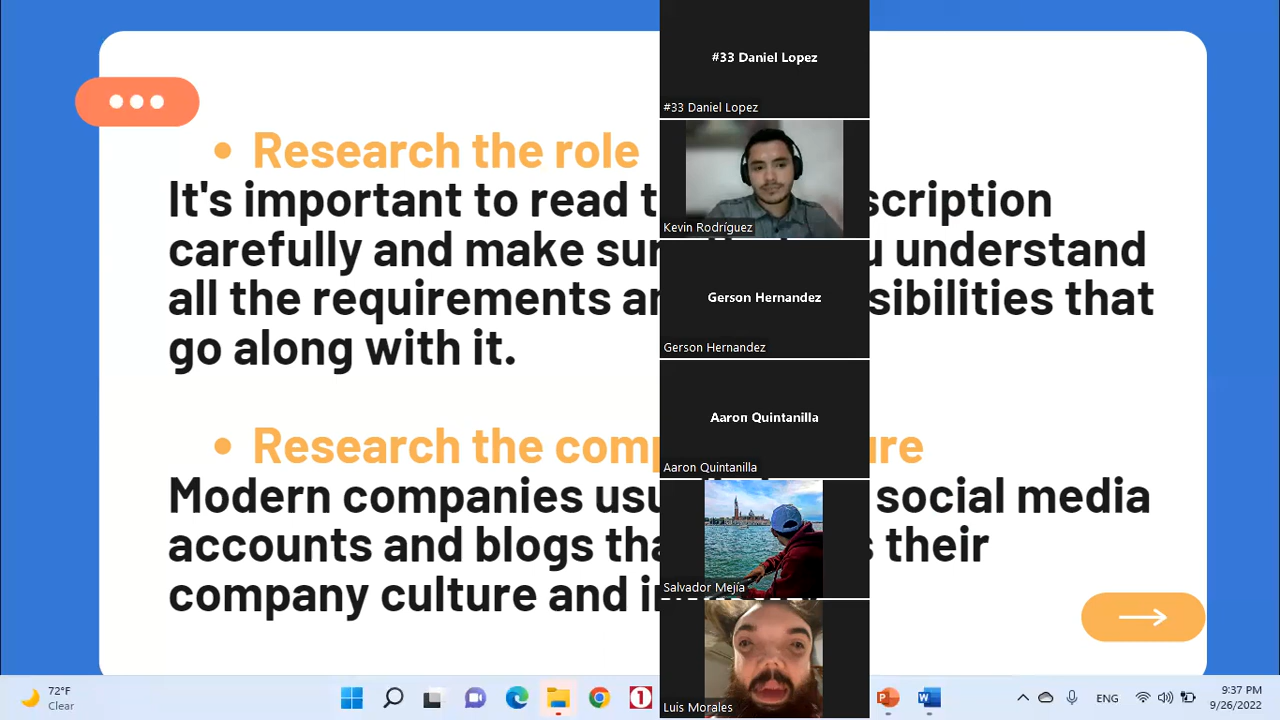 Research the role
It's important to read t scription
carefully and make sur u understand
all the requirements ar sibilities that
go along with it.
Research the comp ure
Modern companies usu social media
accounts and blogs tha s their
company culture and in
#33 Daniel Lopez
#33 Daniel Lopez
Kevin Rodríguez
Gerson Hernandez
Gerson Hernandez
Aaron Quintanilla
Aaron Quintanilla
Salvador Mejía
Luis Morales
72°F
Clear
ENG
9:37 PM
9/26/2022